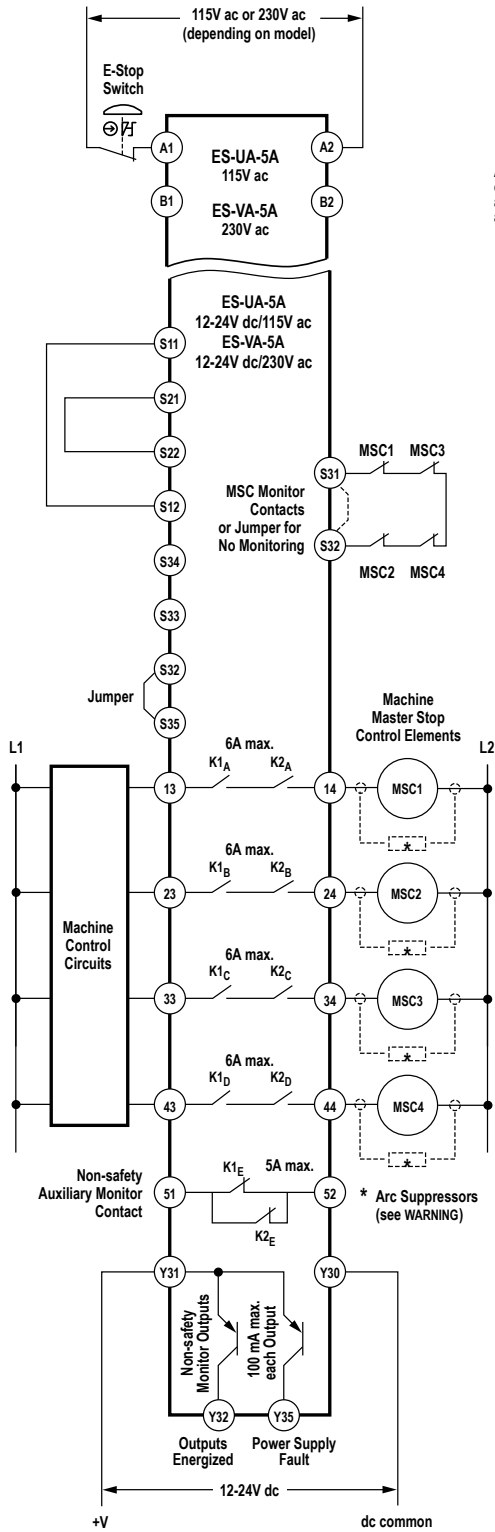 115V ac or 230V ac
(depending on model)
E-Stop
Switch
A1
A2
ES-UA-5A
115V ac
B1
B2
ES-VA-5A
230V ac
ES-UA-5A
12-24V dc/115V ac
ES-VA-5A
12-24V dc/230V ac
S11
S21
S22
S12
S34
S33
S32
S35
Jumper
MSC Monitor
Contacts
or Jumper for
No Monitoring
S31
S32
MSC1 MSC3
MSC2 MSC4
Machine
Master Stop
Control Elements
L1
L2
Machine
Control
Circuits
6A max.
13 K1A K2A 14 MSC1
*
6A max.
23 K1B K2B 24 MSC2
*
6A max.
33 K1C K2C 34 MSC3
*
6A max.
43 K1D K2D 44 MSC4
*
Non-safety
Auxiliary Monitor
Contact
51 K1E 5A max. 52
K2E
* Arc Suppressors
(see WARNING)
Y31
Y30
Non-safety
Monitor Outputs
100 mA max.
each Output
Y32
Y35
Outputs
Energized
Power Supply
Fault
12-24V dc
+V
dc common